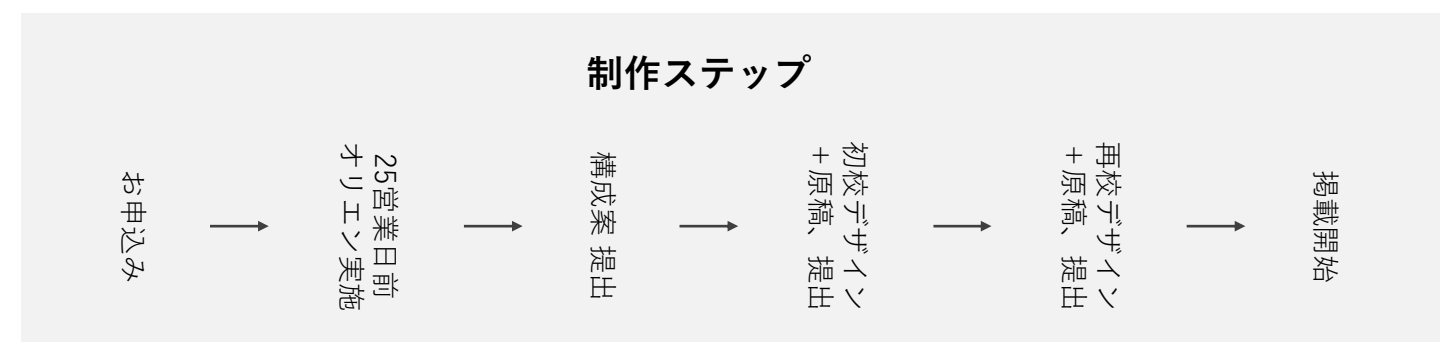 制作ステップ
お申込み
25営業日前
オリエン実施
構成案 提出
初校デザイン
+原稿、提出
再校デザイン
+原稿、提出
掲載開始